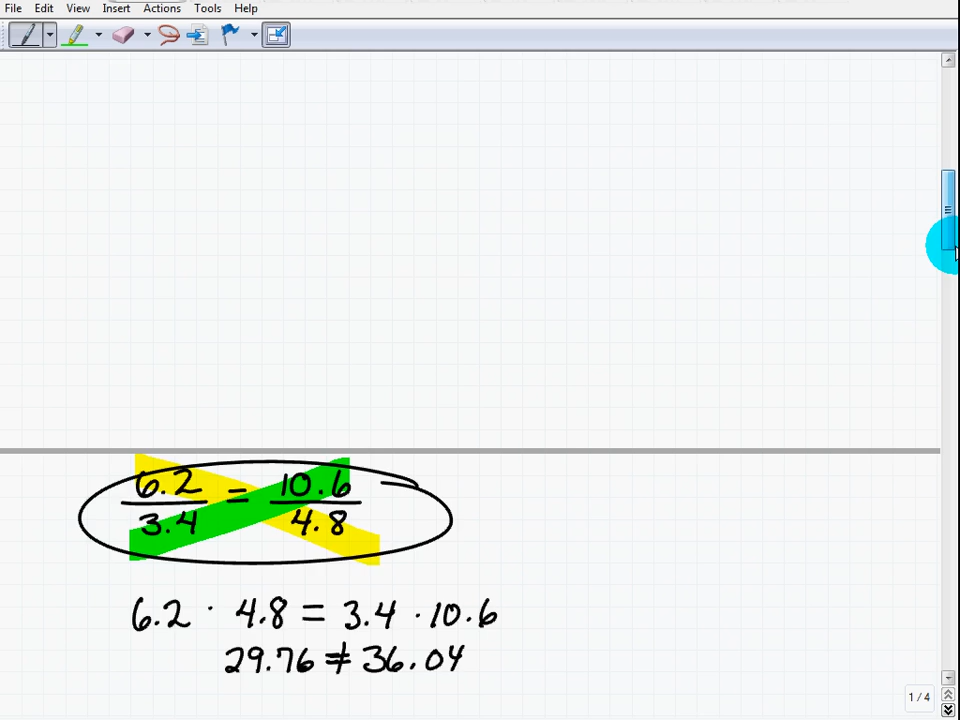 File Edit View Insert Actions Tools Help
6.2/3.4 = 10.6/4.8
6.2 · 4.8 = 3.4 · 10.6
29.76 ≠ 36.04
1 / 4